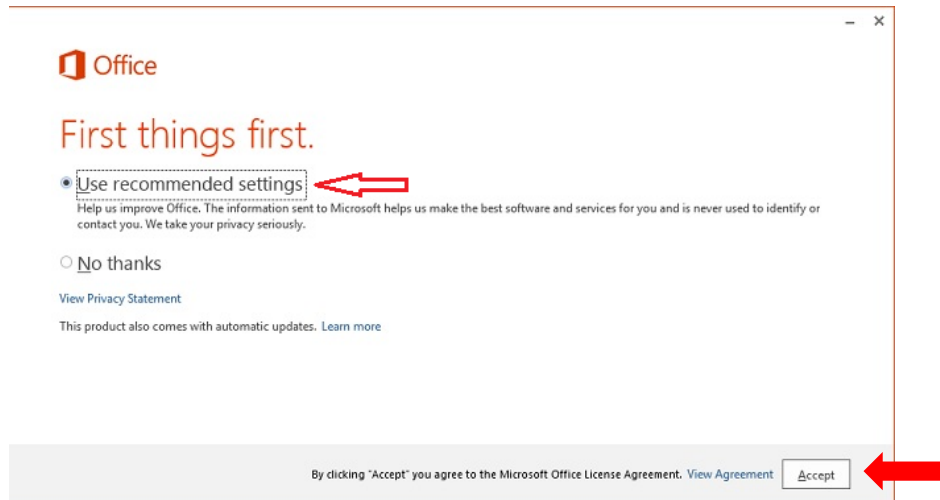 Office
First things first.
Use recommended settings
Help us improve Office. The information sent to Microsoft helps us make the best software and services for you and is never used to identify or
contact you. We take your privacy seriously.
No thanks
View Privacy Statement
This product also comes with automatic updates. Learn more
By clicking "Accept" you agree to the Microsoft Office License Agreement. View Agreement Accept